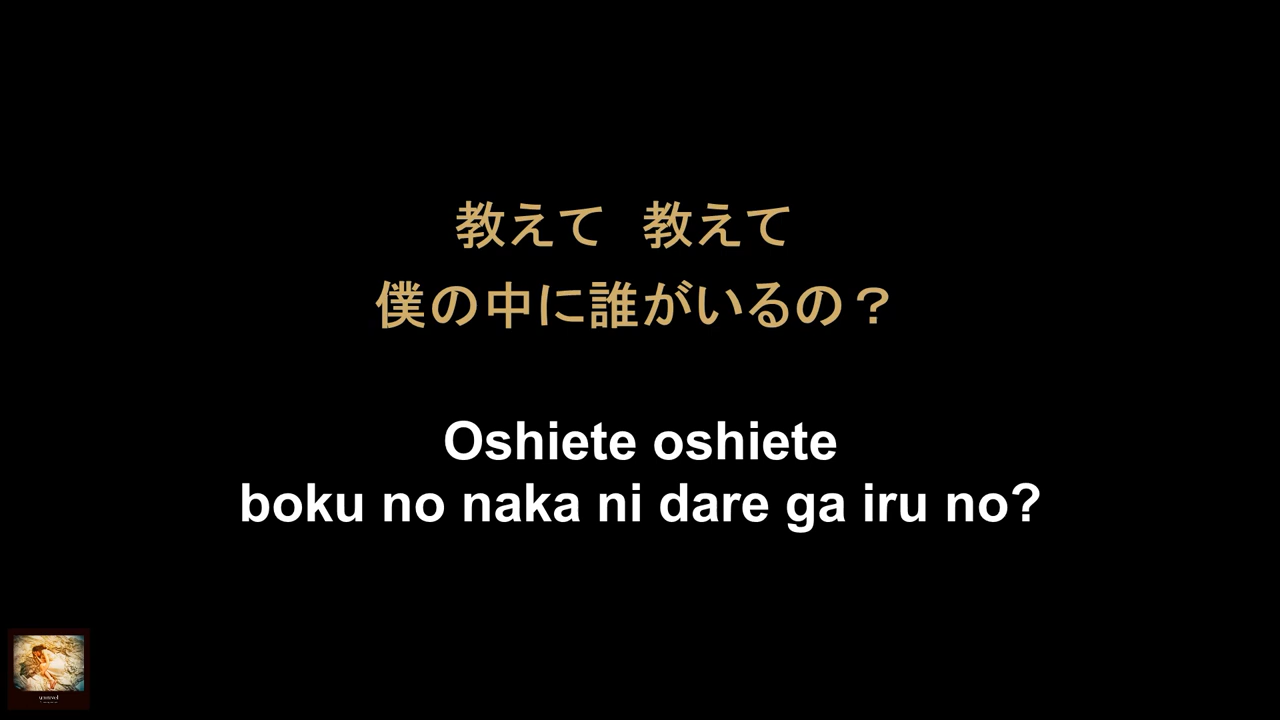 教えて　教えて
僕の中に誰がいるの？
Oshiete oshiete
boku no naka ni dare ga iru no?
unravel